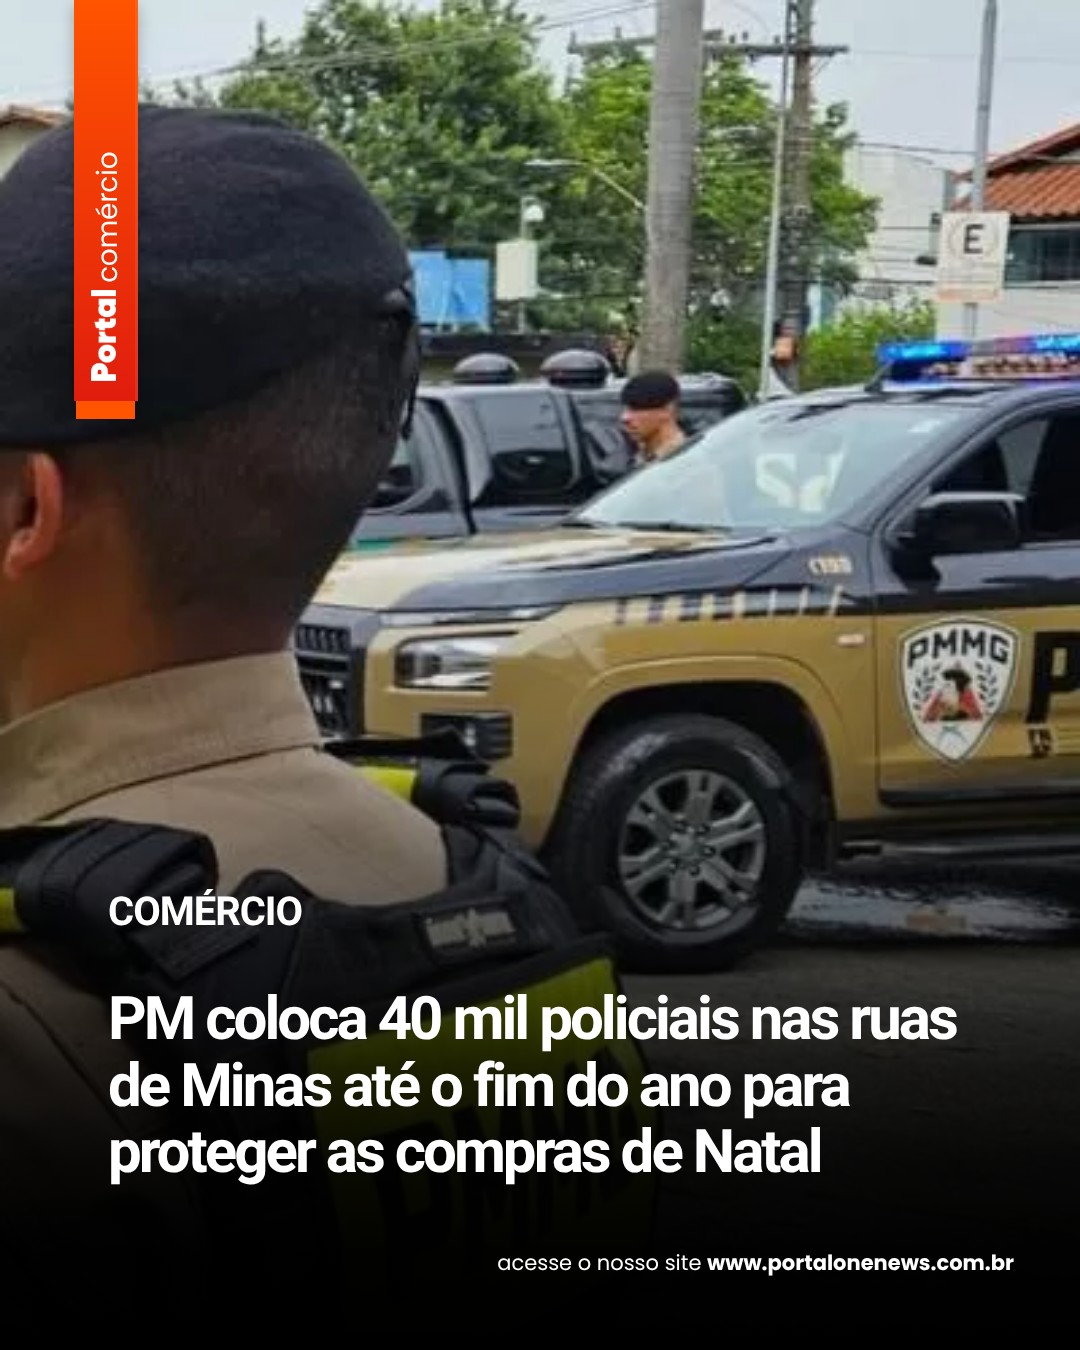 Portal comércio
E
PMMG
P
COMÉRCIO
PM coloca 40 mil policiais nas ruas
de Minas até o fim do ano para
proteger as compras de Natal
acesse o nosso site www.portalonenews.com.br